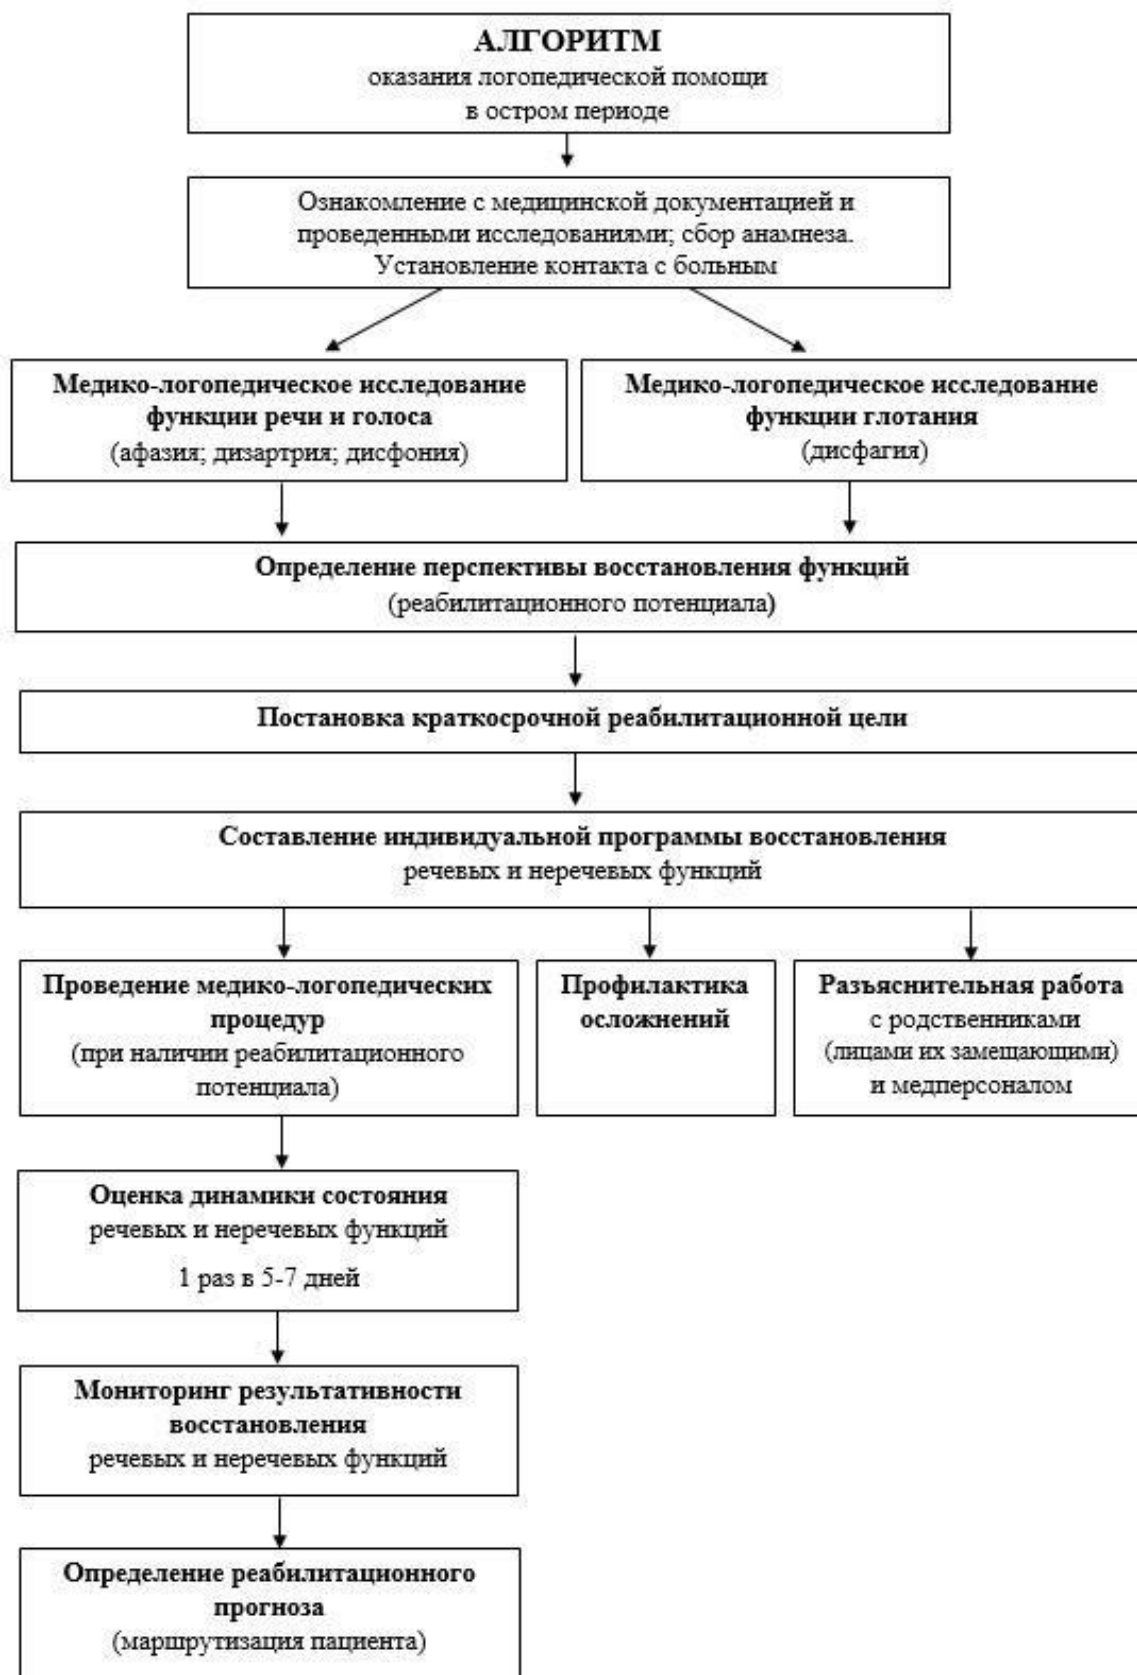 АЛГОРИТМ
оказания логопедической помощи
в остром периоде
Ознакомление с медицинской документацией и
проведенными исследованиями; сбор анамнеза.
Установление контакта с больным
Медико-логопедическое исследование
функции речи и голоса
(афазия; дизартрия; дисфония)
Медико-логопедическое исследование
функции глотания
(дисфагия)
Определение перспективы восстановления функций
(реабилитационного потенциала)
Постановка краткосрочной реабилитационной цели
Составление индивидуальной программы восстановления
речевых и неречевых функций
Проведение медико-логопедических
процедур
(при наличии реабилитационного
потенциала)
Профилактика
осложнений
Разъяснительная работа
с родственниками
(лицами их замещающими)
и медперсоналом
Оценка динамики состояния
речевых и неречевых функций
1 раз в 5-7 дней
Мониторинг результативности
восстановления
речевых и неречевых функций
Определение реабилитационного
прогноза
(маршрутизация пациента)